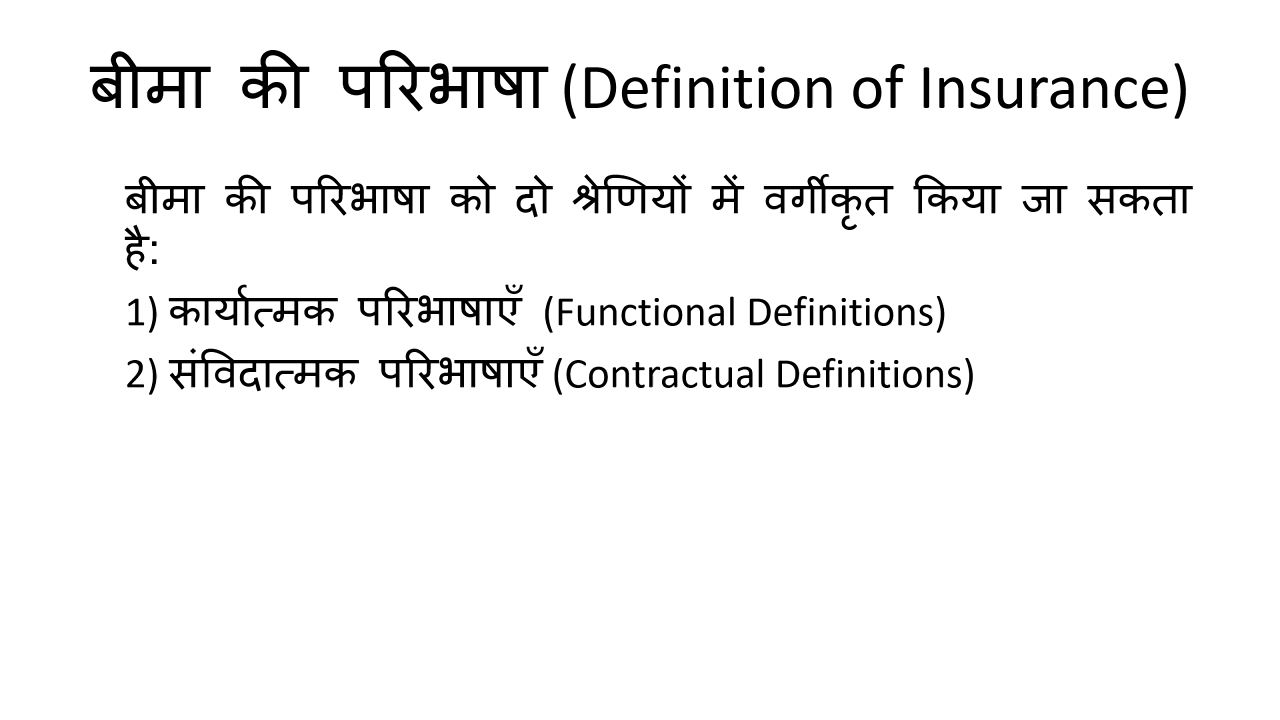 बीमा की परिभाषा (Definition of Insurance)
बीमा की परिभाषा को दो श्रेणियों में वर्गीकृत किया जा सकता
है:
1) कार्यात्मक परिभाषाएँ (Functional Definitions)
2) संविदात्मक परिभाषाएँ (Contractual Definitions)